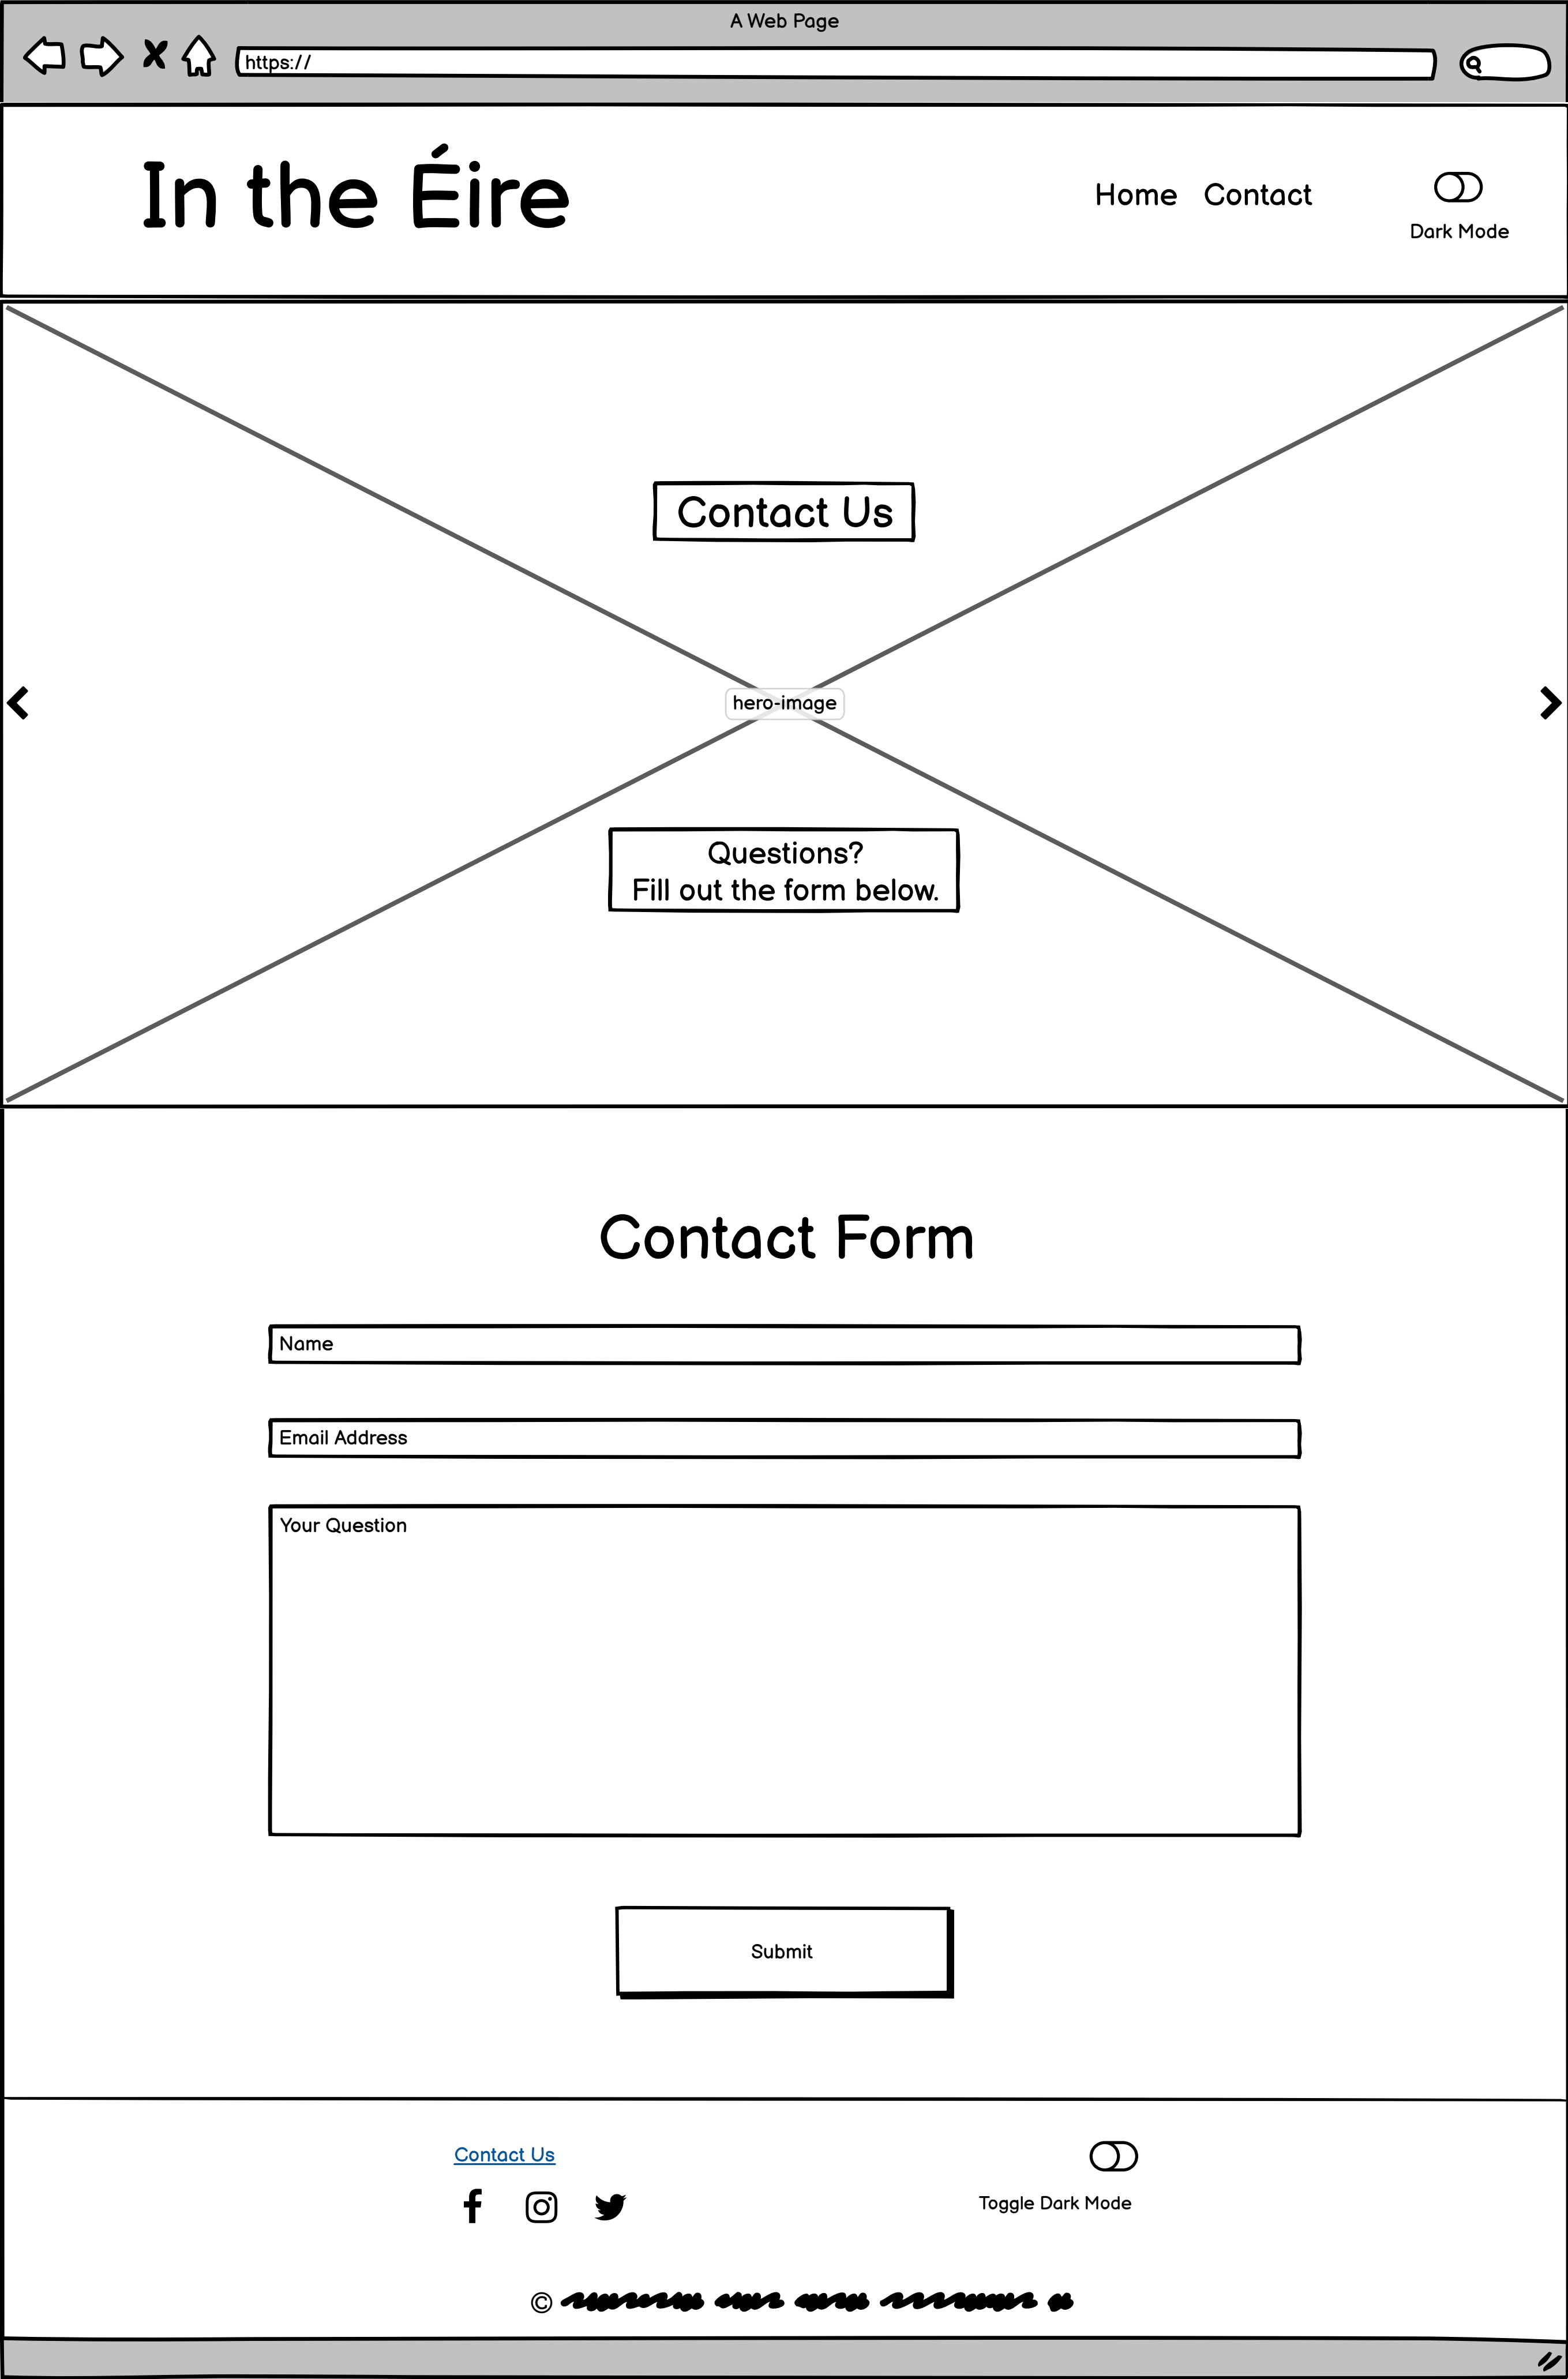 A Web Page
https://
In the Éire
Home Contact
Dark Mode
Contact Us
hero-image
Questions?
Fill out the form below.
Contact Form
Name
Email Address
Your Question
Submit
Contact Us
Toggle Dark Mode
©